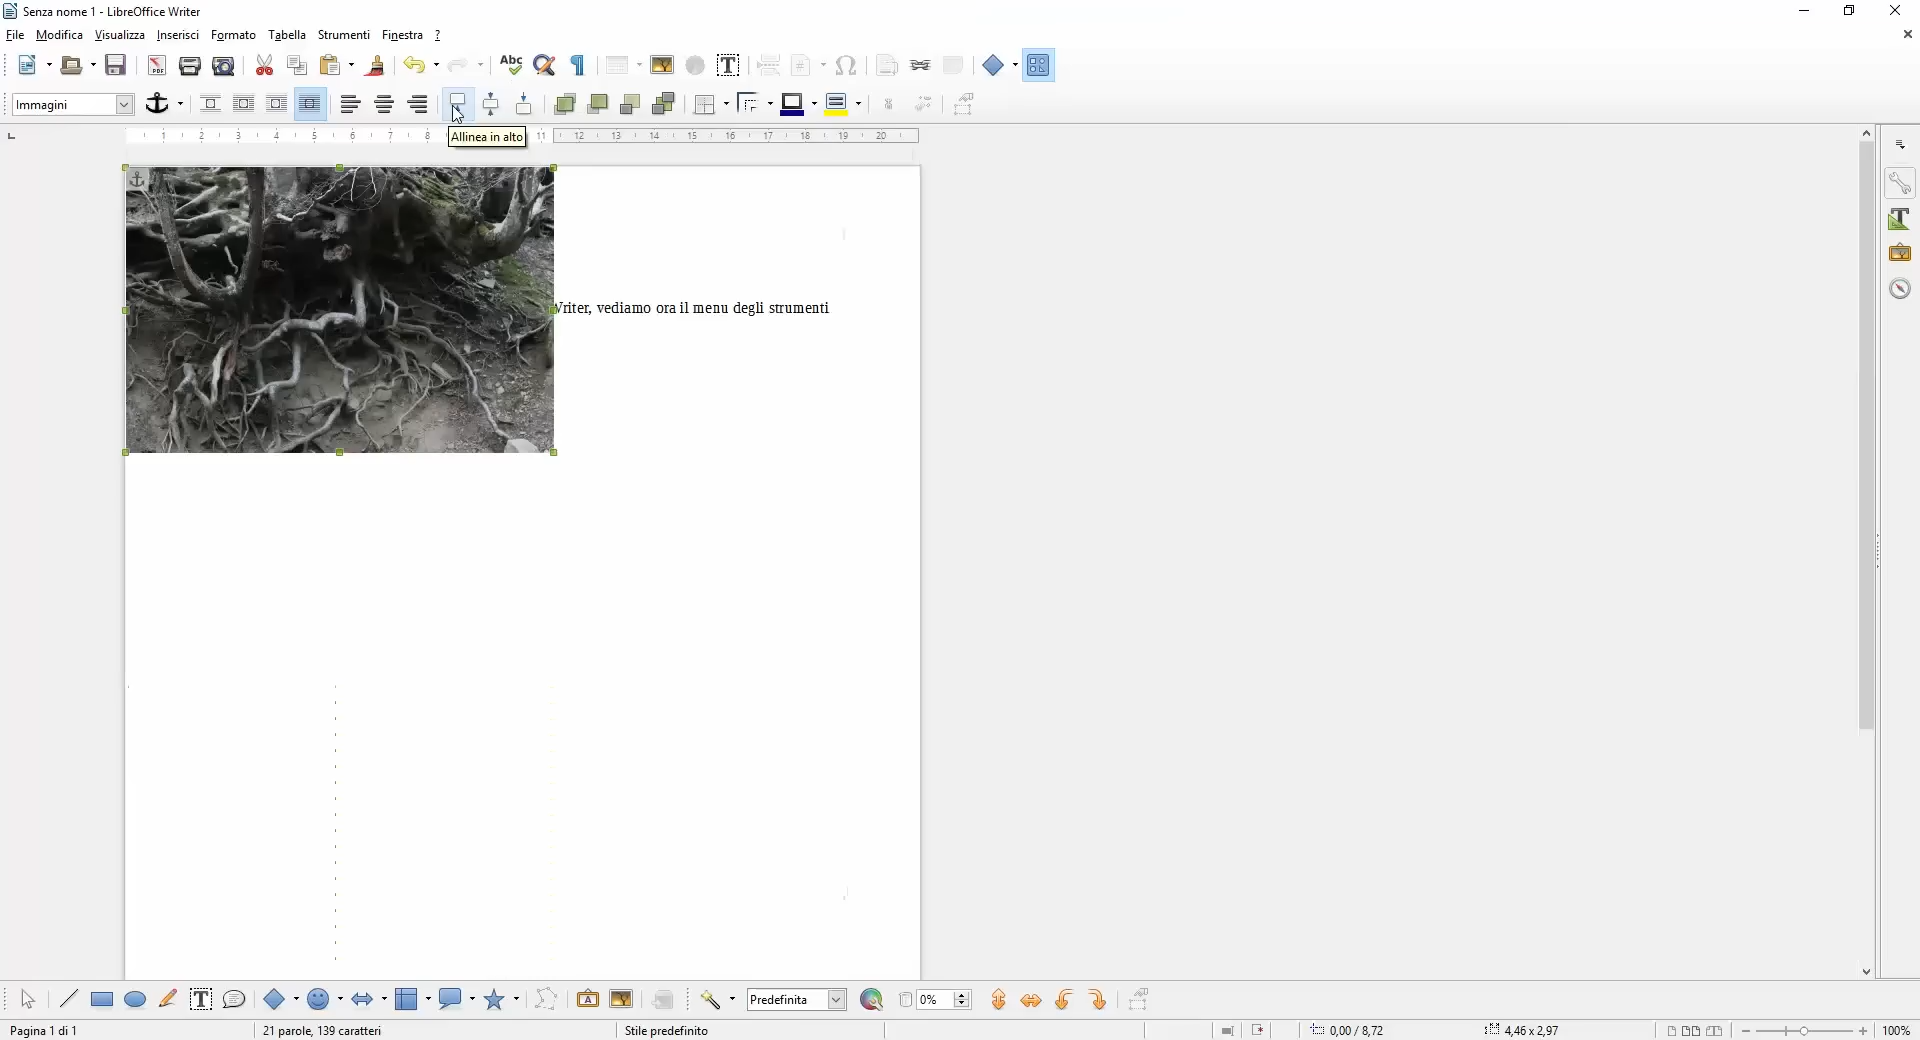 Senza nome 1 - LibreOffice Writer
File Modifica Visualizza Inserisci Formato Tabella Strumenti Finestra ?
Abc T
Immagini
1 2 3 4 5 6 7 8 11 12 13 14 15 16 17 18 19 20
Allinea in alto
Writer, vediamo ora il menu degli strumenti
T A Predefinita 0%
Pagina 1 di 1 21 parole, 139 caratteri Stile predefinito 0,00 / 8,72 4,46 x 2,97 100%